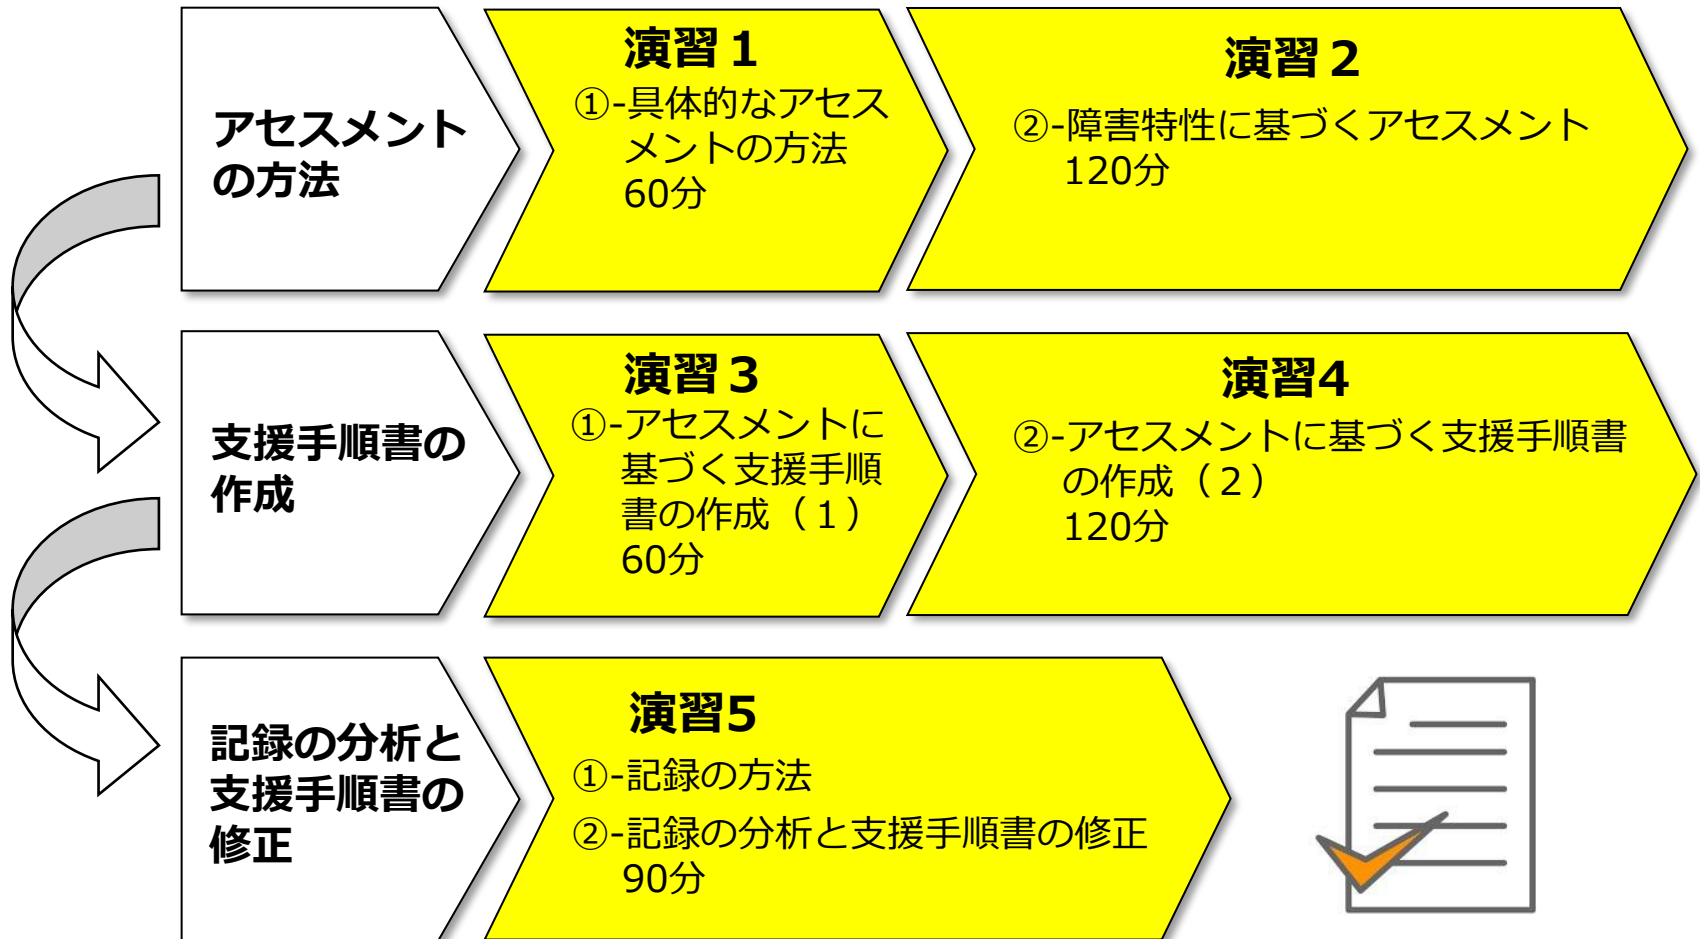 アセスメント
の方法
演習１
①-具体的なアセス
メントの方法
60分
演習２
②-障害特性に基づくアセスメント
120分
支援手順書の
作成
演習３
①-アセスメントに
基づく支援手順
書の作成（１）
60分
演習4
②-アセスメントに基づく支援手順書
の作成（２）
120分
記録の分析と
支援手順書の
修正
演習5
①-記録の方法
②-記録の分析と支援手順書の修正
90分